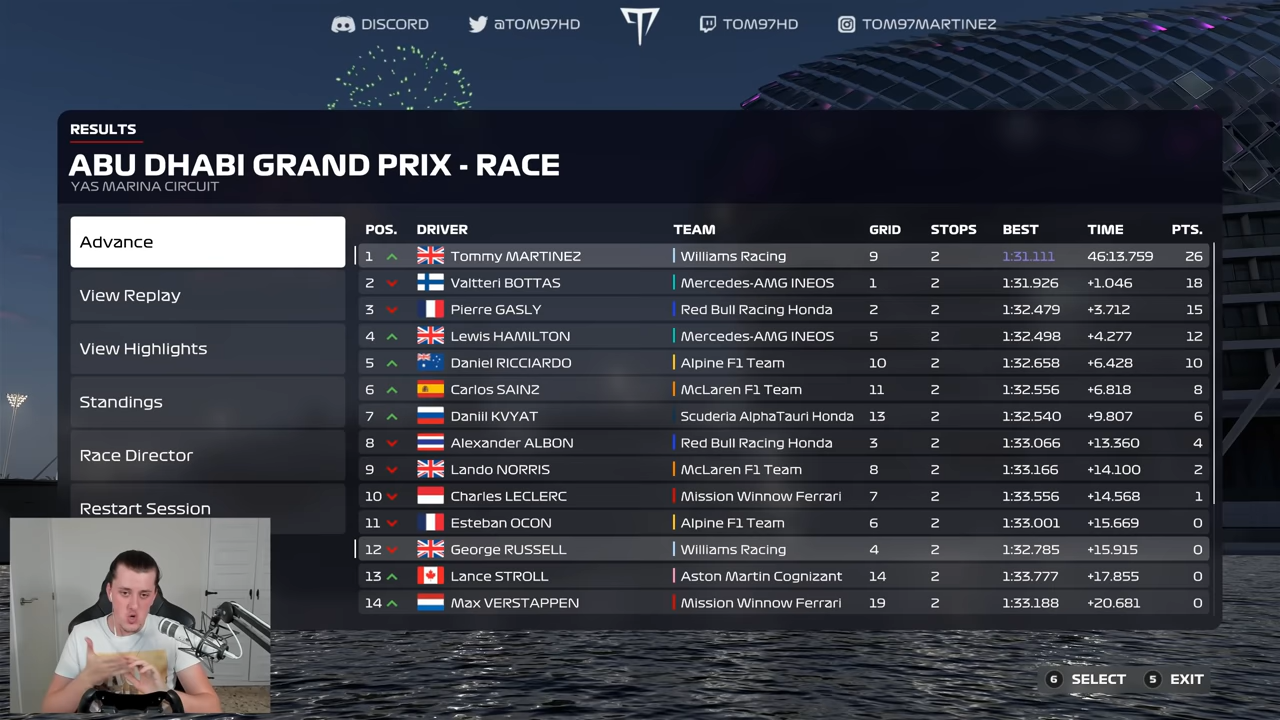 DISCORD @TOM97HD TOM97HD TOM97MARTINEZ
RESULTS
ABU DHABI GRAND PRIX - RACE
YAS MARINA CIRCUIT
Advance
View Replay
View Highlights
Standings
Race Director
Restart Session
POS. DRIVER TEAM GRID STOPS BEST TIME PTS.
1 Tommy MARTINEZ Williams Racing 9 2 1:31.111 46:13.759 26
2 Valtteri BOTTAS Mercedes-AMG INEOS 1 2 1:31.926 +1.046 18
3 Pierre GASLY Red Bull Racing Honda 2 2 1:32.479 +3.712 15
4 Lewis HAMILTON Mercedes-AMG INEOS 5 2 1:32.498 +4.277 12
5 Daniel RICCIARDO Alpine F1 Team 10 2 1:32.658 +6.428 10
6 Carlos SAINZ McLaren F1 Team 11 2 1:32.556 +6.818 8
7 Daniil KVYAT Scuderia AlphaTauri Honda 13 2 1:32.540 +9.807 6
8 Alexander ALBON Red Bull Racing Honda 3 2 1:33.066 +13.360 4
9 Lando NORRIS McLaren F1 Team 8 2 1:33.166 +14.100 2
10 Charles LECLERC Mission Winnow Ferrari 7 2 1:33.556 +14.568 1
11 Esteban OCON Alpine F1 Team 6 2 1:33.001 +15.669 0
12 George RUSSELL Williams Racing 4 2 1:32.785 +15.915 0
13 Lance STROLL Aston Martin Cognizant 14 2 1:33.777 +17.855 0
14 Max VERSTAPPEN Mission Winnow Ferrari 19 2 1:33.188 +20.681 0
6 SELECT 5 EXIT